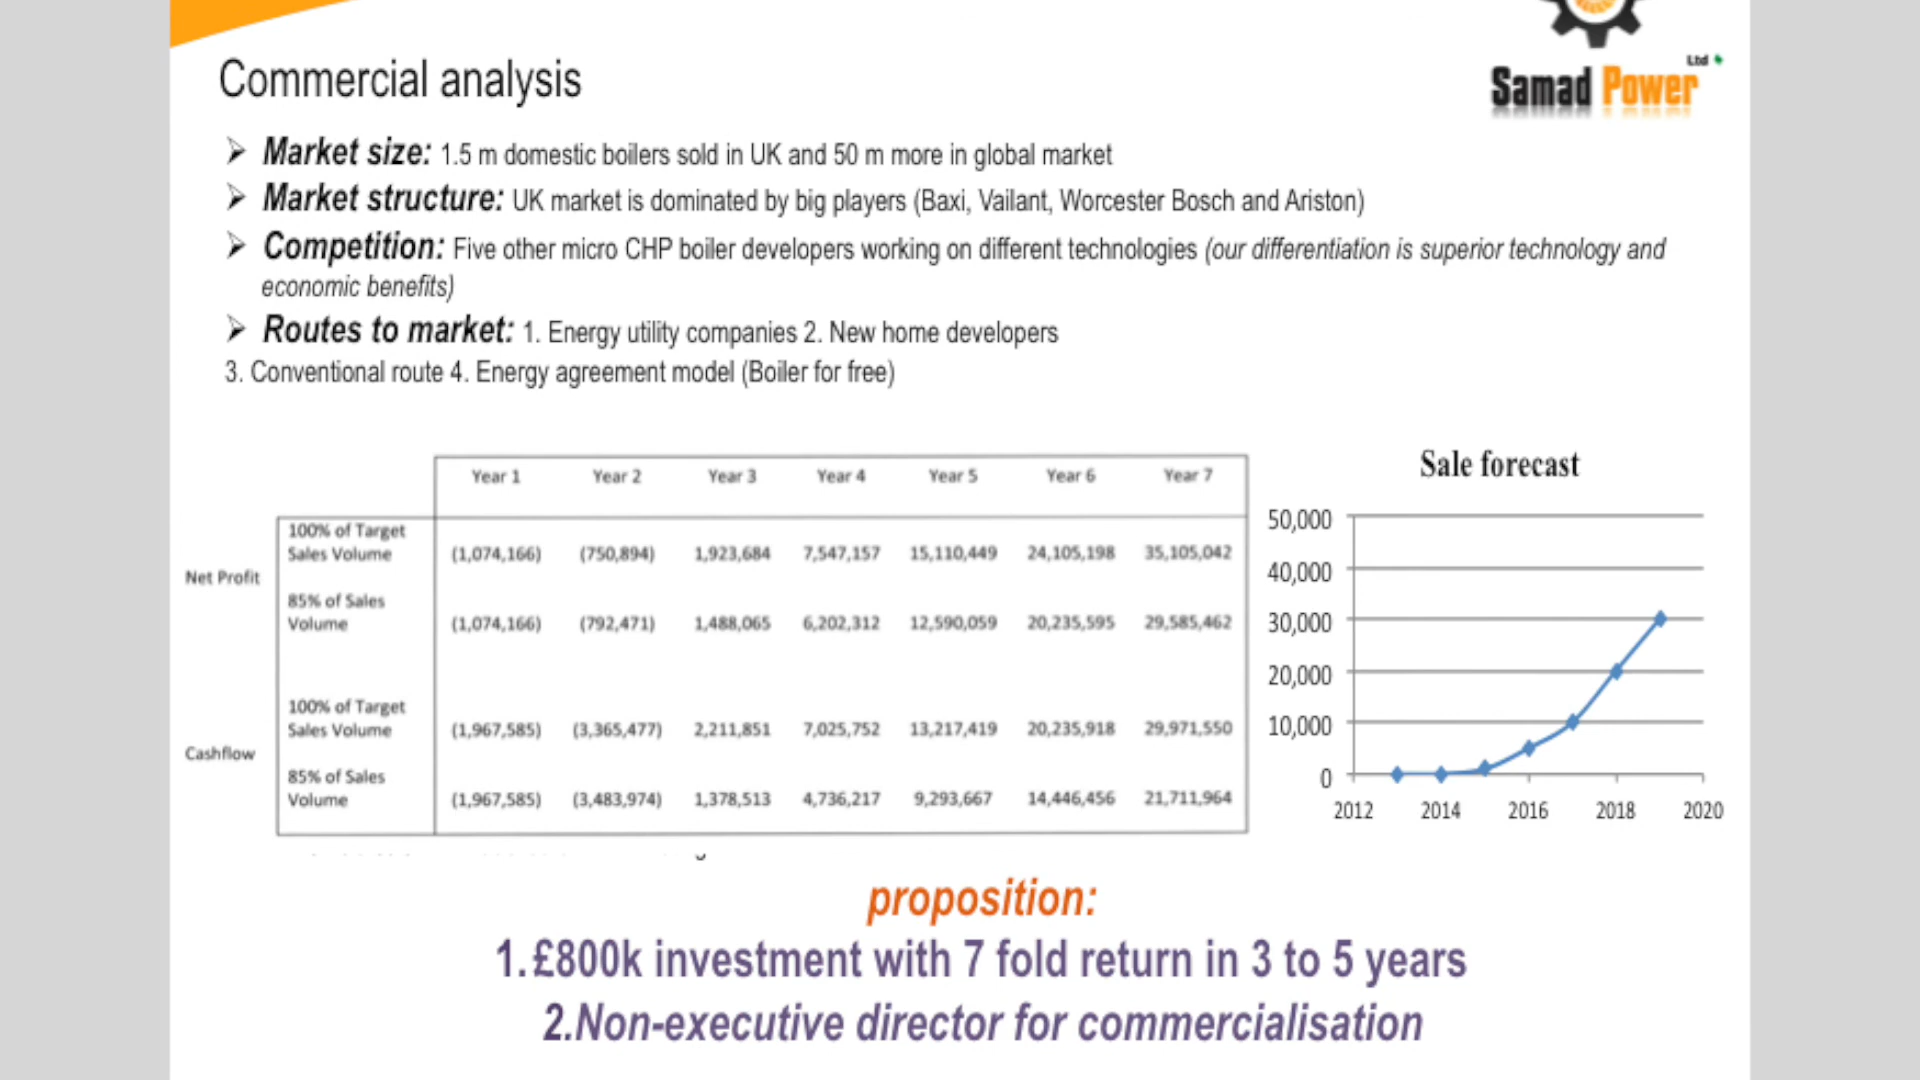 Commercial analysis
Ltd
Samad Power
➢ Market size: 1.5 m domestic boilers sold in UK and 50 m more in global market
➢ Market structure: UK market is dominated by big players (Baxi, Vailant, Worcester Bosch and Ariston)
➢ Competition: Five other micro CHP boiler developers working on different technologies (our differentiation is superior technology and
economic benefits)
➢ Routes to market: 1. Energy utility companies 2. New home developers
3. Conventional route 4. Energy agreement model (Boiler for free)
Year 1 Year 2 Year 3 Year 4 Year 5 Year 6 Year 7
Net Profit
100% of Target
Sales Volume (1,074,166) (750,894) 1,923,684 7,547,157 15,110,449 24,105,198 35,105,042
85% of Sales
Volume (1,074,166) (792,471) 1,488,065 6,202,312 12,590,059 20,235,595 29,585,462
Cashflow
100% of Target
Sales Volume (1,967,585) (3,365,477) 2,211,851 7,025,752 13,217,419 20,235,918 29,971,550
85% of Sales
Volume (1,967,585) (3,483,974) 1,378,513 4,736,217 9,293,667 14,446,456 21,711,964
Sale forecast
50,000
40,000
30,000
20,000
10,000
0
2012 2014 2016 2018 2020
proposition:
1.£800k investment with 7 fold return in 3 to 5 years
2.Non-executive director for commercialisation